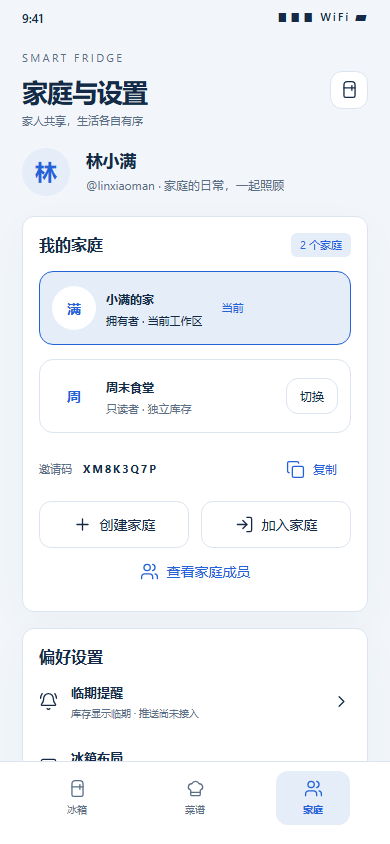 9:41
WiFi
SMART FRIDGE
家庭与设置
家人共享，生活各自有序
林
林小满
@linxiaoman · 家庭的日常，一起照顾
我的家庭
2 个家庭
满
小满的家
拥有者 · 当前工作区
当前
周
周末食堂
只读者 · 独立库存
切换
邀请码 XM8K3Q7P
复制
创建家庭
加入家庭
查看家庭成员
偏好设置
临期提醒
库存显示临期 · 推送尚未接入
冰箱布局
冰箱
菜谱
家庭